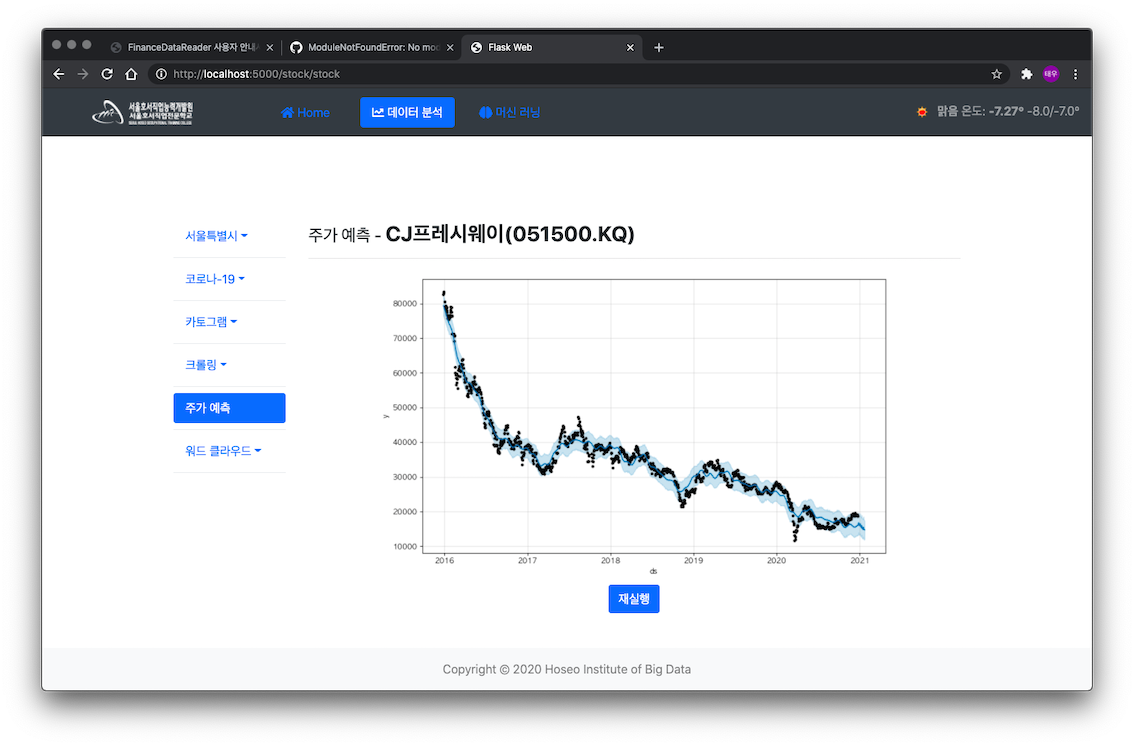 FinanceDataReader 사용자 안내
ModuleNotFoundError: No mod
Flask Web
http://localhost:5000/stock/stock
태우
서울호서직업능력개발원
서울호서직업전문학교
Home
데이터 분석
머신 러닝
맑음 온도: -7.27° -8.0/-7.0°
서울특별시
코로나-19
카토그램
크롤링
주가 예측
워드 클라우드
주가 예측 - CJ프레시웨이(051500.KQ)
80000
70000
60000
50000
40000
30000
20000
10000
y
2016 2017 2018 2019 2020 2021
ds
재실행
Copyright © 2020 Hoseo Institute of Big Data